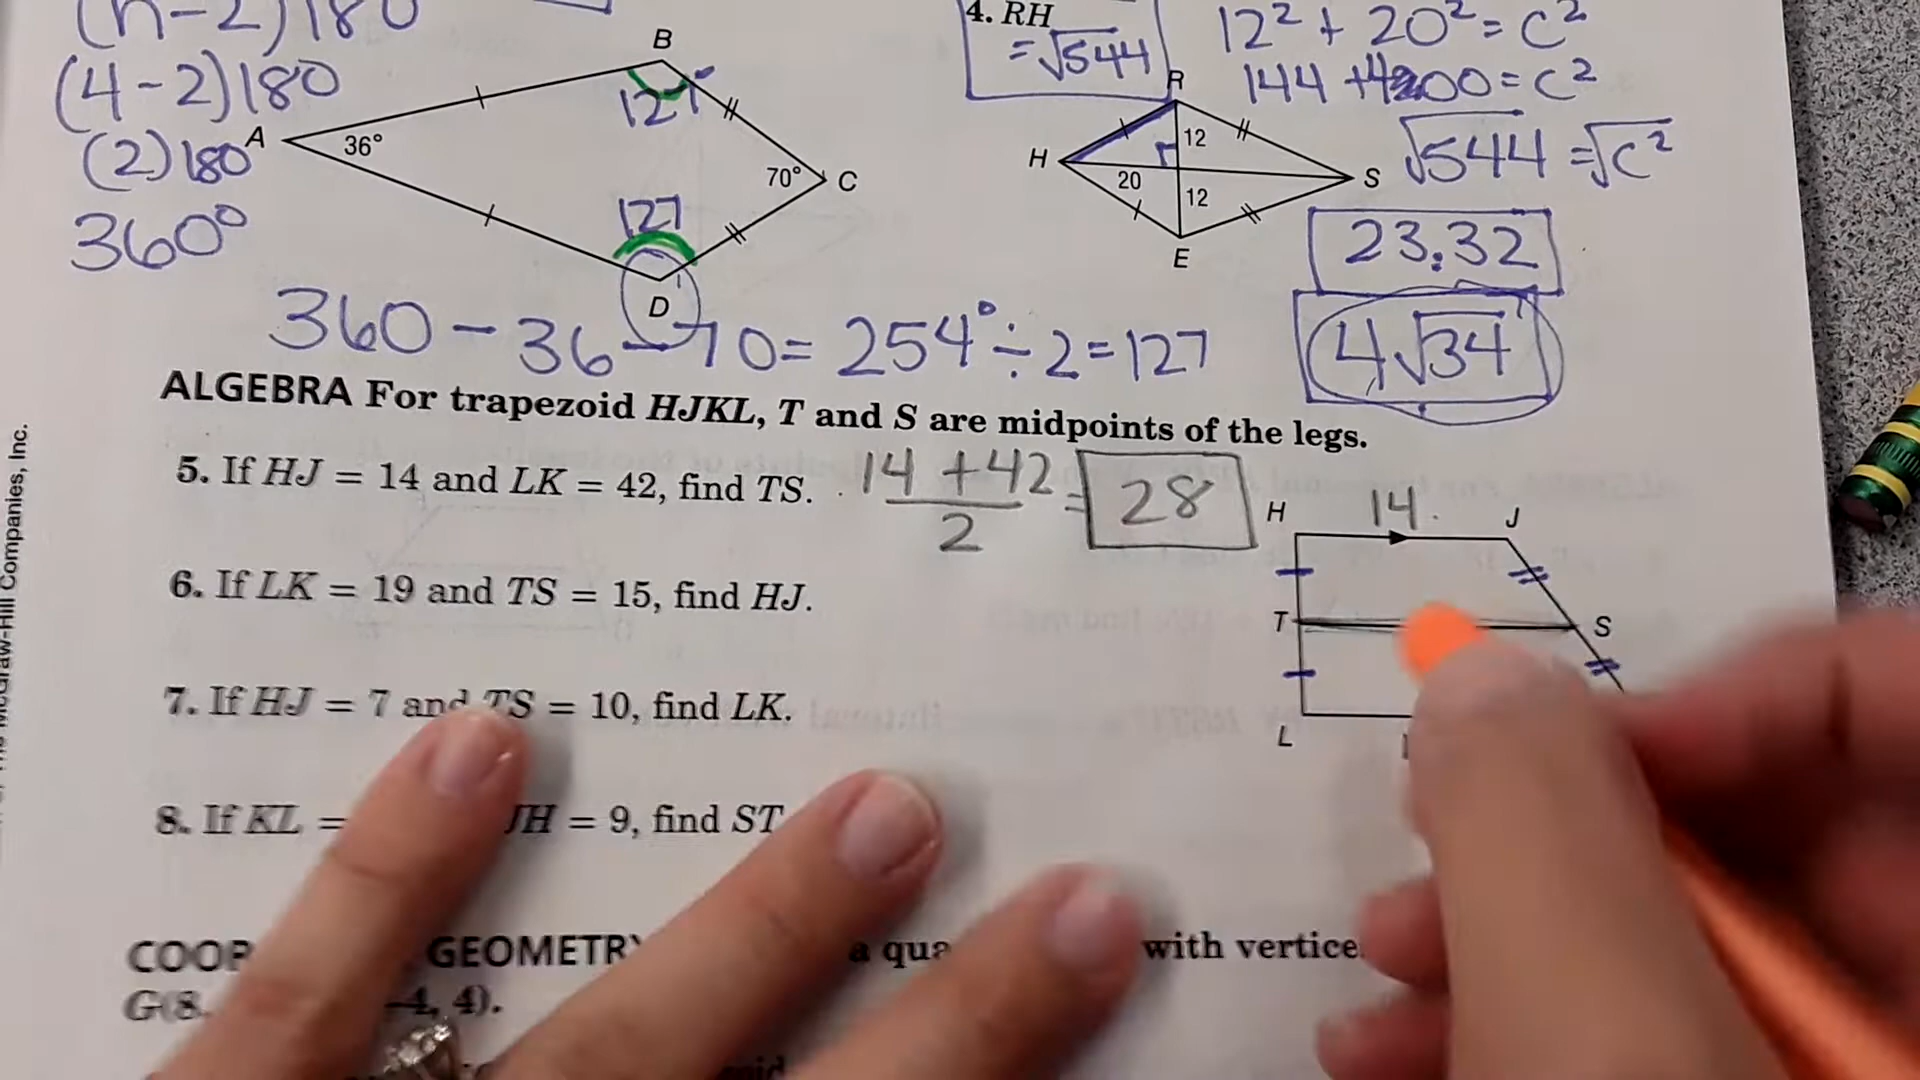 (n-2)180
(4-2)180
(2)180
360°
B
A
36°
127
70°
C
127
D
4. RH
=√544
12² + 20² = c²
144 + 400 = c²
√544 = √c²
R
12
H
S
20
12
E
23.32
4√34
360 - 36 - 70 = 254° ÷ 2 = 127
ALGEBRA For trapezoid HJKL, T and S are midpoints of the legs.
5. If HJ = 14 and LK = 42, find TS.
14 + 42
2
= 28
H
14
J
T
S
L
6. If LK = 19 and TS = 15, find HJ.
7. If HJ = 7 and TS = 10, find LK.
8. If KL = JH = 9, find ST
GEOMETRY with vertice
G(8, -4, 4).
McGraw-Hill Companies, Inc.